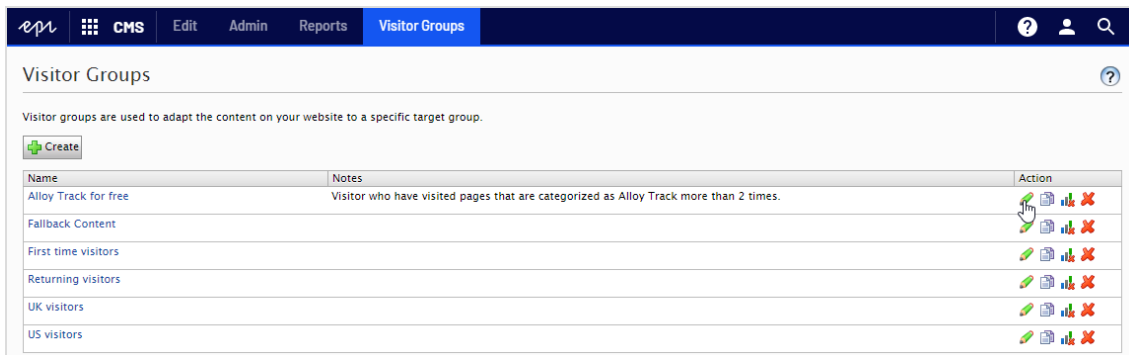 epi CMS Edit Admin Reports Visitor Groups ?
Visitor Groups ?
Visitor groups are used to adapt the content on your website to a specific target group.
Create
Name Notes Action
Alloy Track for free Visitor who have visited pages that are categorized as Alloy Track more than 2 times.
Fallback Content
First time visitors
Returning visitors
UK visitors
US visitors